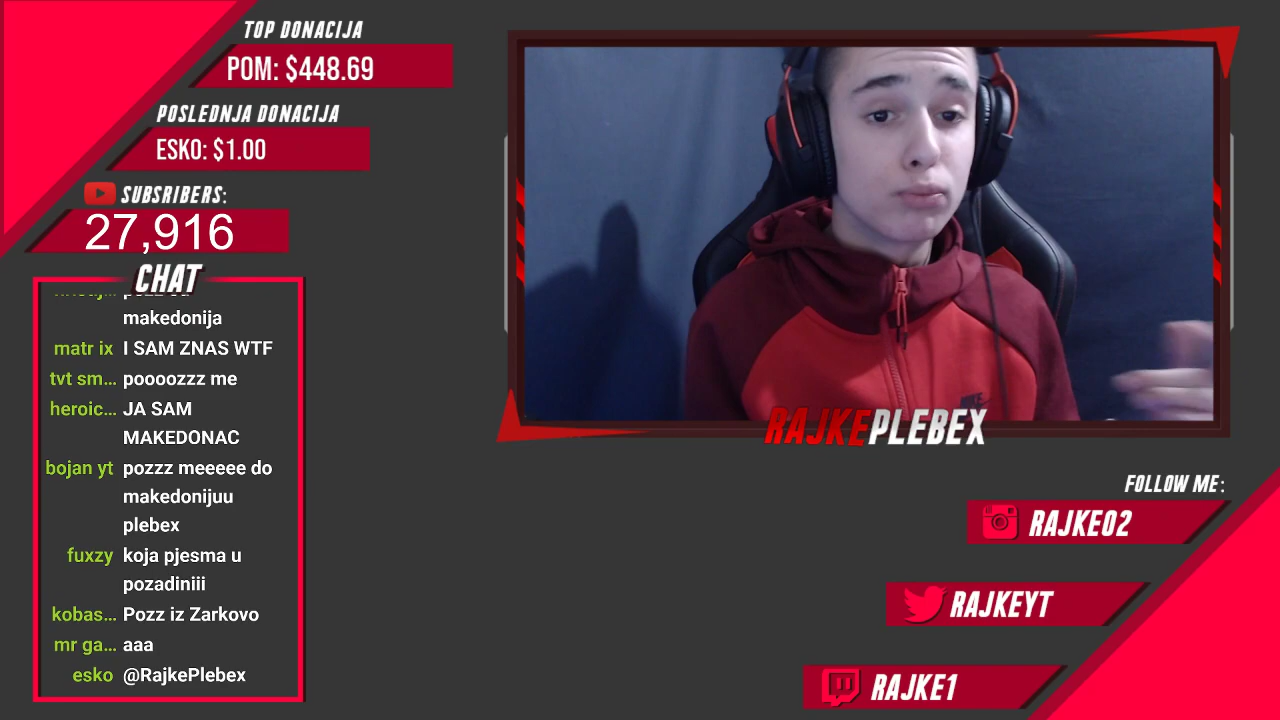 TOP DONACIJA
POM: $448.69
POSLEDNJA DONACIJA
ESKO: $1.00
SUBSRIBERS:
27,916
CHAT
makedonija
matr ix I SAM ZNAS WTF
tvt sm... poooozzz me
heroic... JA SAM
MAKEDONAC
bojan yt pozzz meeeee do
makedonijuu
plebex
fuxzy koja pjesma u
pozadiniii
kobas... Pozz iz Zarkovo
mr ga... aaa
esko @RajkePlebex
NIKE
RAJKEPLEBEX
FOLLOW ME:
RAJKE02
RAJKEYT
RAJKE1